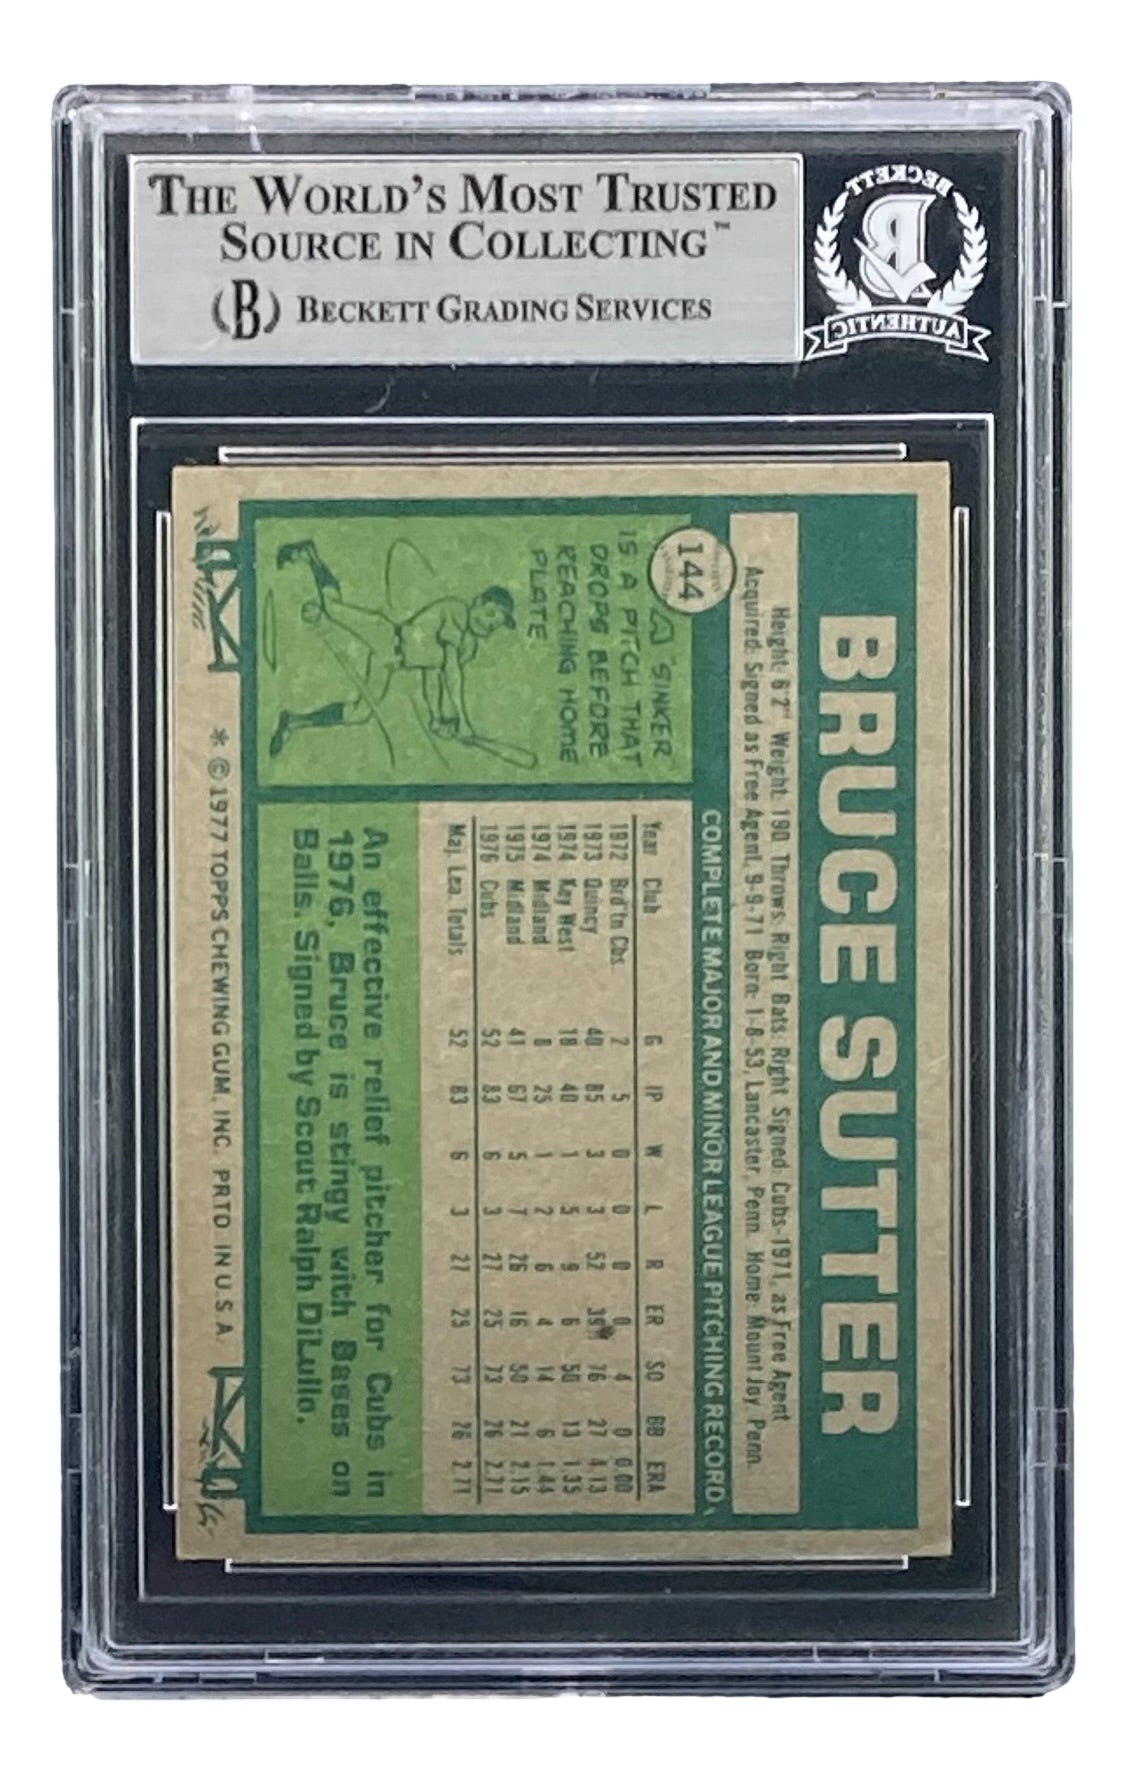 THE WORLD'S MOST TRUSTED
SOURCE IN COLLECTING™
(B) BECKETT GRADING SERVICES
BECKETT
B
AUTHENTIC
BRUCE SUTTER
Height: 6'2" Weight: 190 Throws: Right Bats: Right Signed: Cubs-1971, as Free Agent
Acquired: Signed as Free Agent, 9-9-71 Born: 1-8-53, Lancaster, Penn. Home: Mount Joy, Penn.
144
A SINKER
IS A PITCH THAT
DROPS BEFORE
REACHING HOME
PLATE
COMPLETE MAJOR AND MINOR LEAGUE PITCHING RECORD
Year Club G IP W L R ER SO BB ERA
1972 Brd'tn Cbs. 2 5 0 0 0 0 4 0 0.00
1973 Quincy 40 85 3 3 52 39 76 27 4.13
1974 Key West 18 40 1 5 9 6 50 13 1.35
1974 Midland 8 25 1 2 6 4 14 6 1.44
1975 Midland 41 67 5 7 26 16 50 21 2.15
1976 Cubs 52 83 6 3 27 25 73 26 2.71
Maj. Lea. Totals 52 83 6 3 27 25 73 26 2.71
An effective relief pitcher for Cubs in
1976, Bruce is stingy with Bases on
Balls. Signed by Scout Ralph DiLullo.
* © 1977 TOPPS CHEWING GUM, INC. PRTD. IN U.S.A.